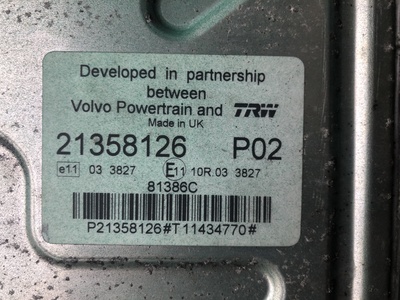 Developed in partnership
between
Volvo Powertrain and TRW
Made in UK
21358126 P02
e11 03 3827 E11 10R.03 3827
81386C
P21358126#T11434770#